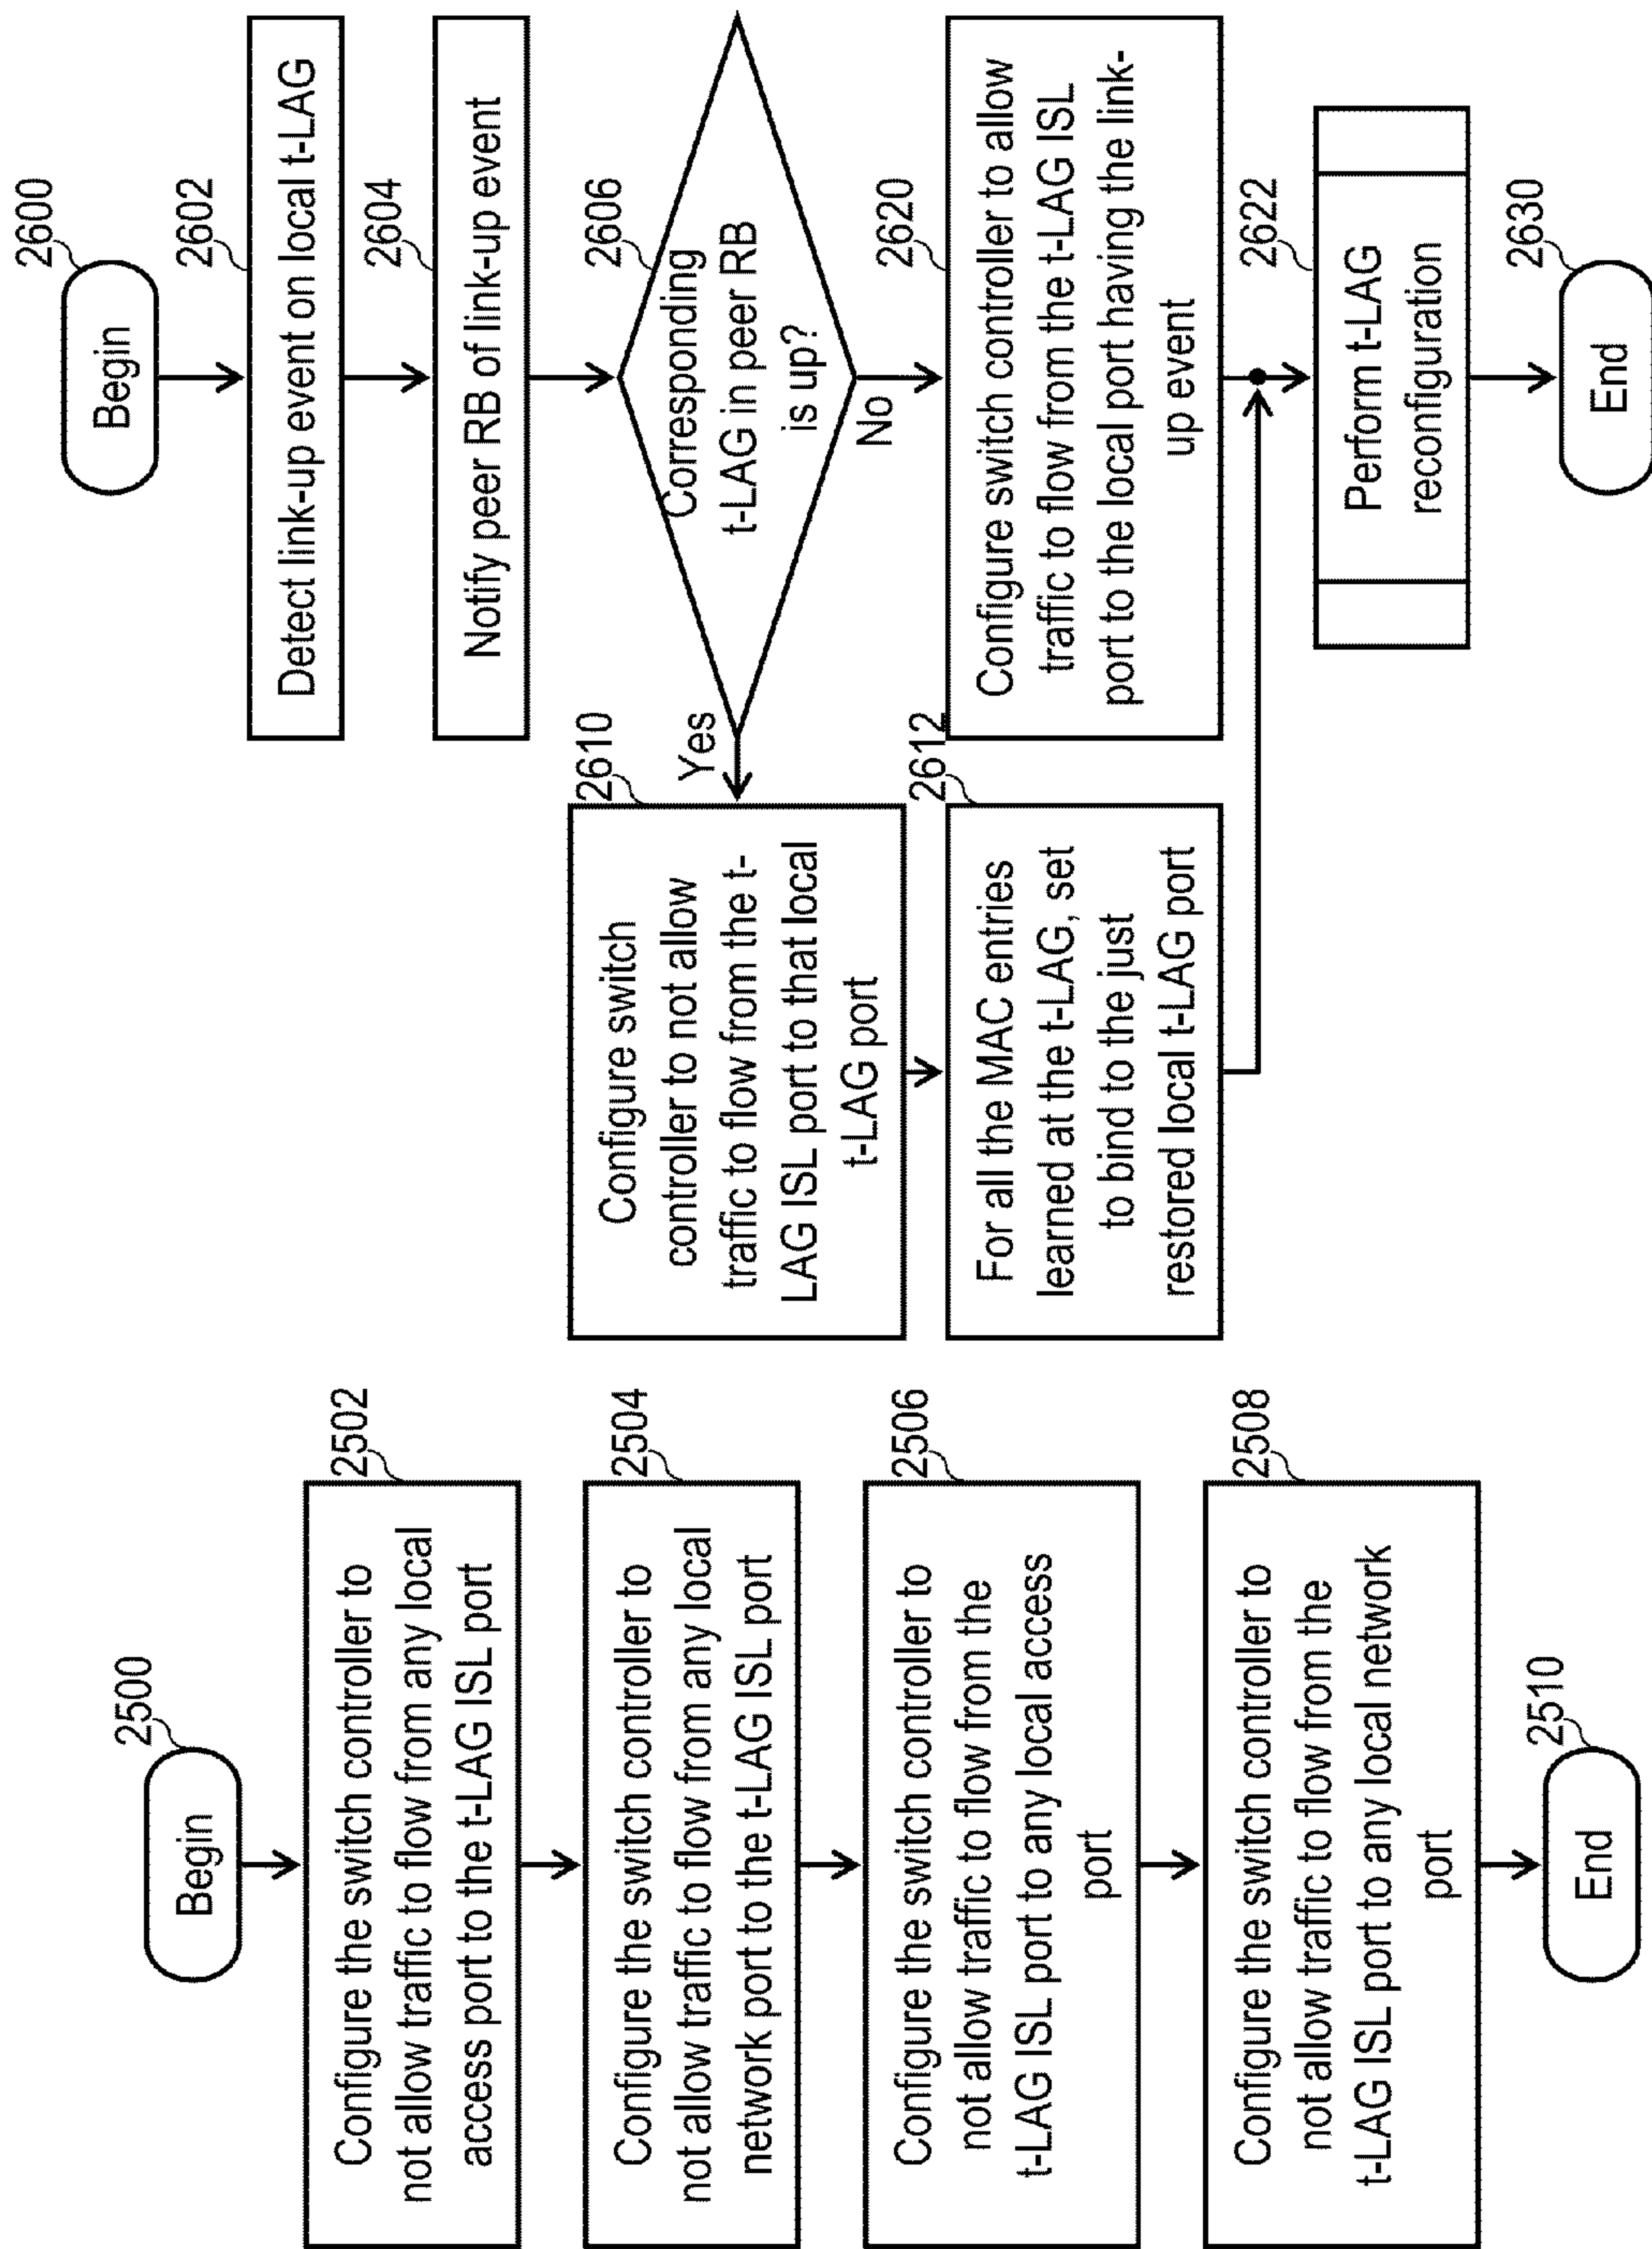 2500
Begin
2502
Configure the switch controller to
not allow traffic to flow from any local
access port to the t-LAG ISL port
2504
Configure the switch controller to
not allow traffic to flow from any local
network port to the t-LAG ISL port
2506
Configure the switch controller to
not allow traffic to flow from the
t-LAG ISL port to any local access
port
2508
Configure the switch controller to
not allow traffic to flow from the
t-LAG ISL port to any local network
port
2510
End
2600
Begin
2602
Detect link-up event on local t-LAG
2604
Notify peer RB of link-up event
2606
Corresponding
t-LAG in peer RB
is up?
Yes
No
2610
Configure switch
controller to not allow
traffic to flow from the t-
LAG ISL port to that local
t-LAG port
2612
For all the MAC entries
learned at the t-LAG, set
to bind to the just
restored local t-LAG port
2620
Configure switch controller to allow
traffic to flow from the t-LAG ISL
port to the local port having the link-
up event
2622
Perform t-LAG
reconfiguration
2630
End